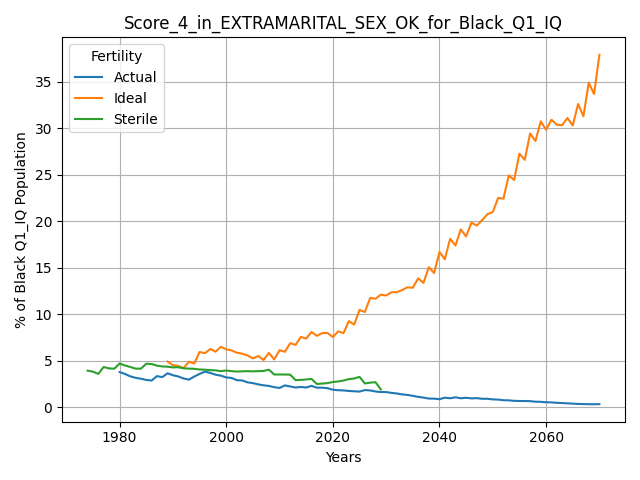 Score_4_in_EXTRAMARITAL_SEX_OK_for_Black_Q1_IQ
% of Black Q1_IQ Population
35
30
25
20
15
10
5
0
Fertility
Actual
Ideal
Sterile
1980 2000 2020 2040 2060
Years